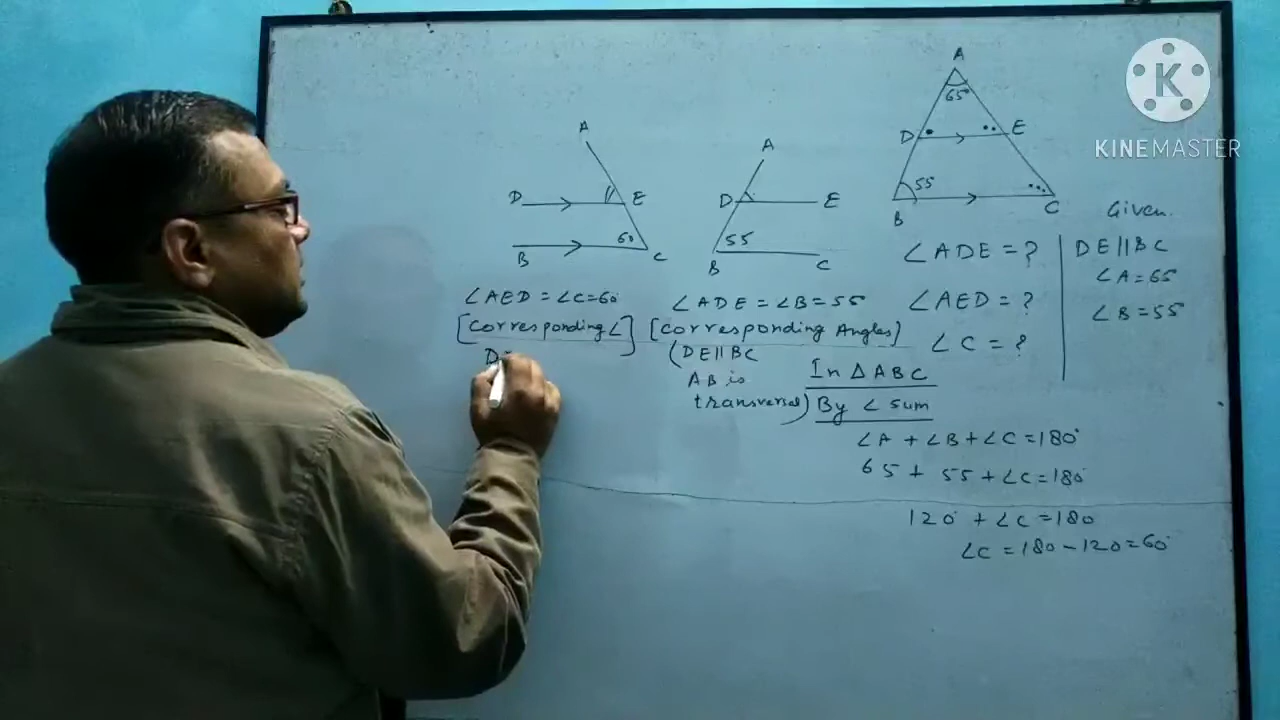 A
65°
D
E
55
B
C
KINEMASTER
K
Given.
∠ADE = ?
∠AED = ?
∠C = ?
DE||BC
∠A = 65
∠B = 55
A
D
E
60
B
C
A
D
E
55
B
C
∠AED = ∠C = 60°
[Corresponding ∠]
D
∠ADE = ∠B = 55
[Corresponding Angles]
(DE||BC
AB is
transversal)
In △ABC
By ∠ sum
∠A + ∠B + ∠C = 180°
65 + 55 + ∠C = 180°
120° + ∠C = 180
∠C = 180 - 120 = 60°